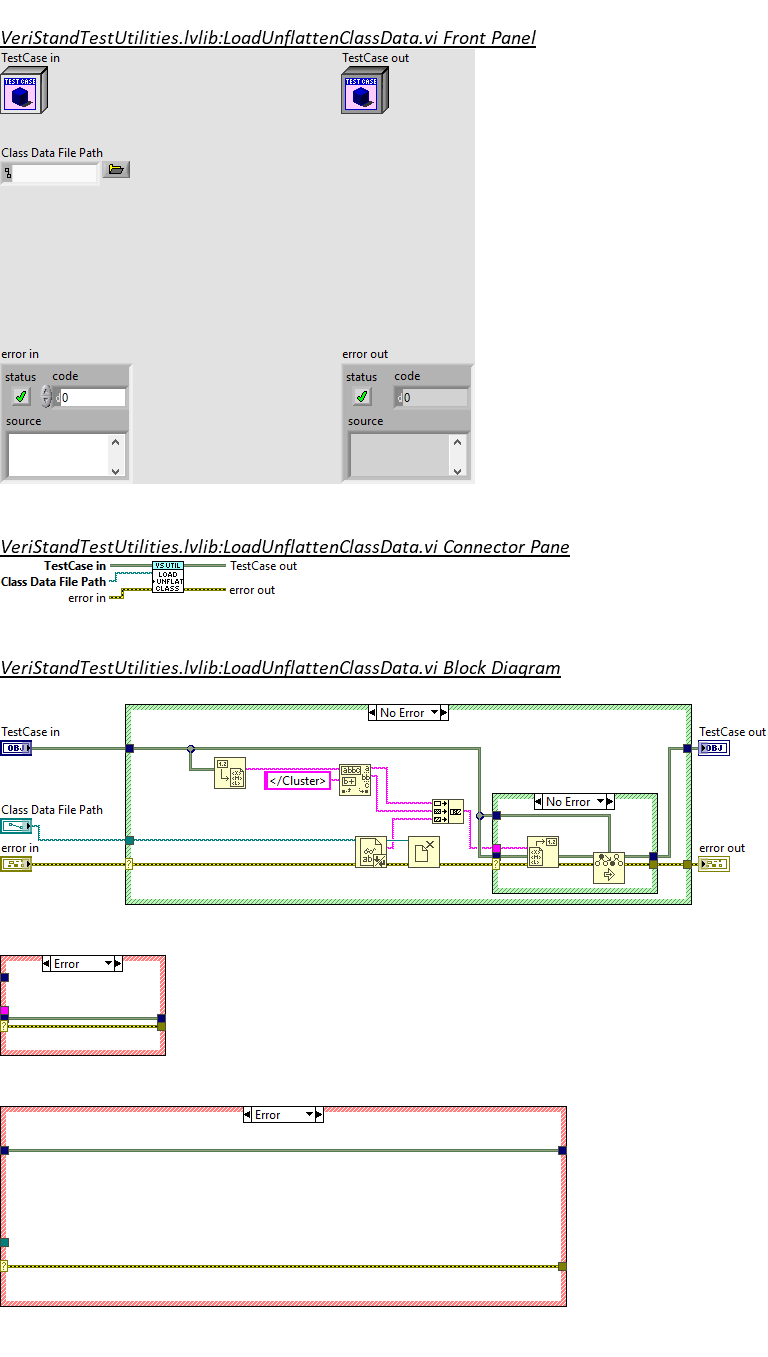 VeriStandTestUtilities.lvlib:LoadUnflattenClassData.vi Front Panel
TestCase in
TestCase out
TEST CASE
TEST CASE
Class Data File Path
error in
error out
status code
0
source
status code
0
source
VeriStandTestUtilities.lvlib:LoadUnflattenClassData.vi Connector Pane
TestCase in
TestCase out
Class Data File Path
error in
error out
VS UTIL
LOAD
UNFLAT
CLASS
VeriStandTestUtilities.lvlib:LoadUnflattenClassData.vi Block Diagram
No Error
TestCase in
TestCase out
OBJ
OBJ
</Cluster>
No Error
Class Data File Path
error in
error out
Error
Error